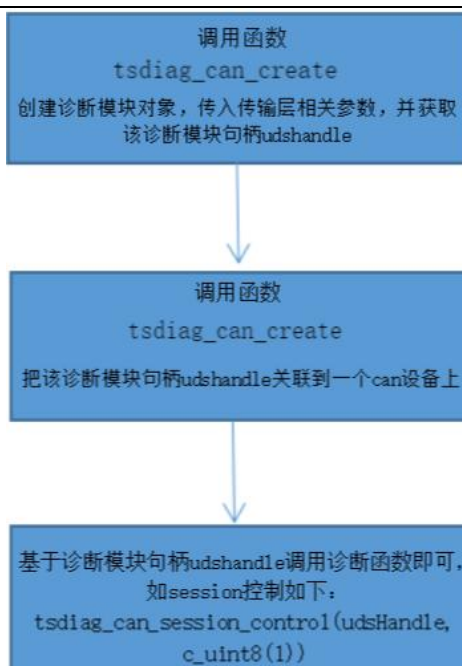 调用函数
tsdiag_can_create
创建诊断模块对象，传入传输层相关参数，并获取
该诊断模块句柄udshandle
调用函数
tsdiag_can_create
把该诊断模块句柄udshandle关联到一个can设备上
基于诊断模块句柄udshandle调用诊断函数即可，
如session控制如下：
tsdiag_can_session_control(udsHandle,
c_uint8(1))